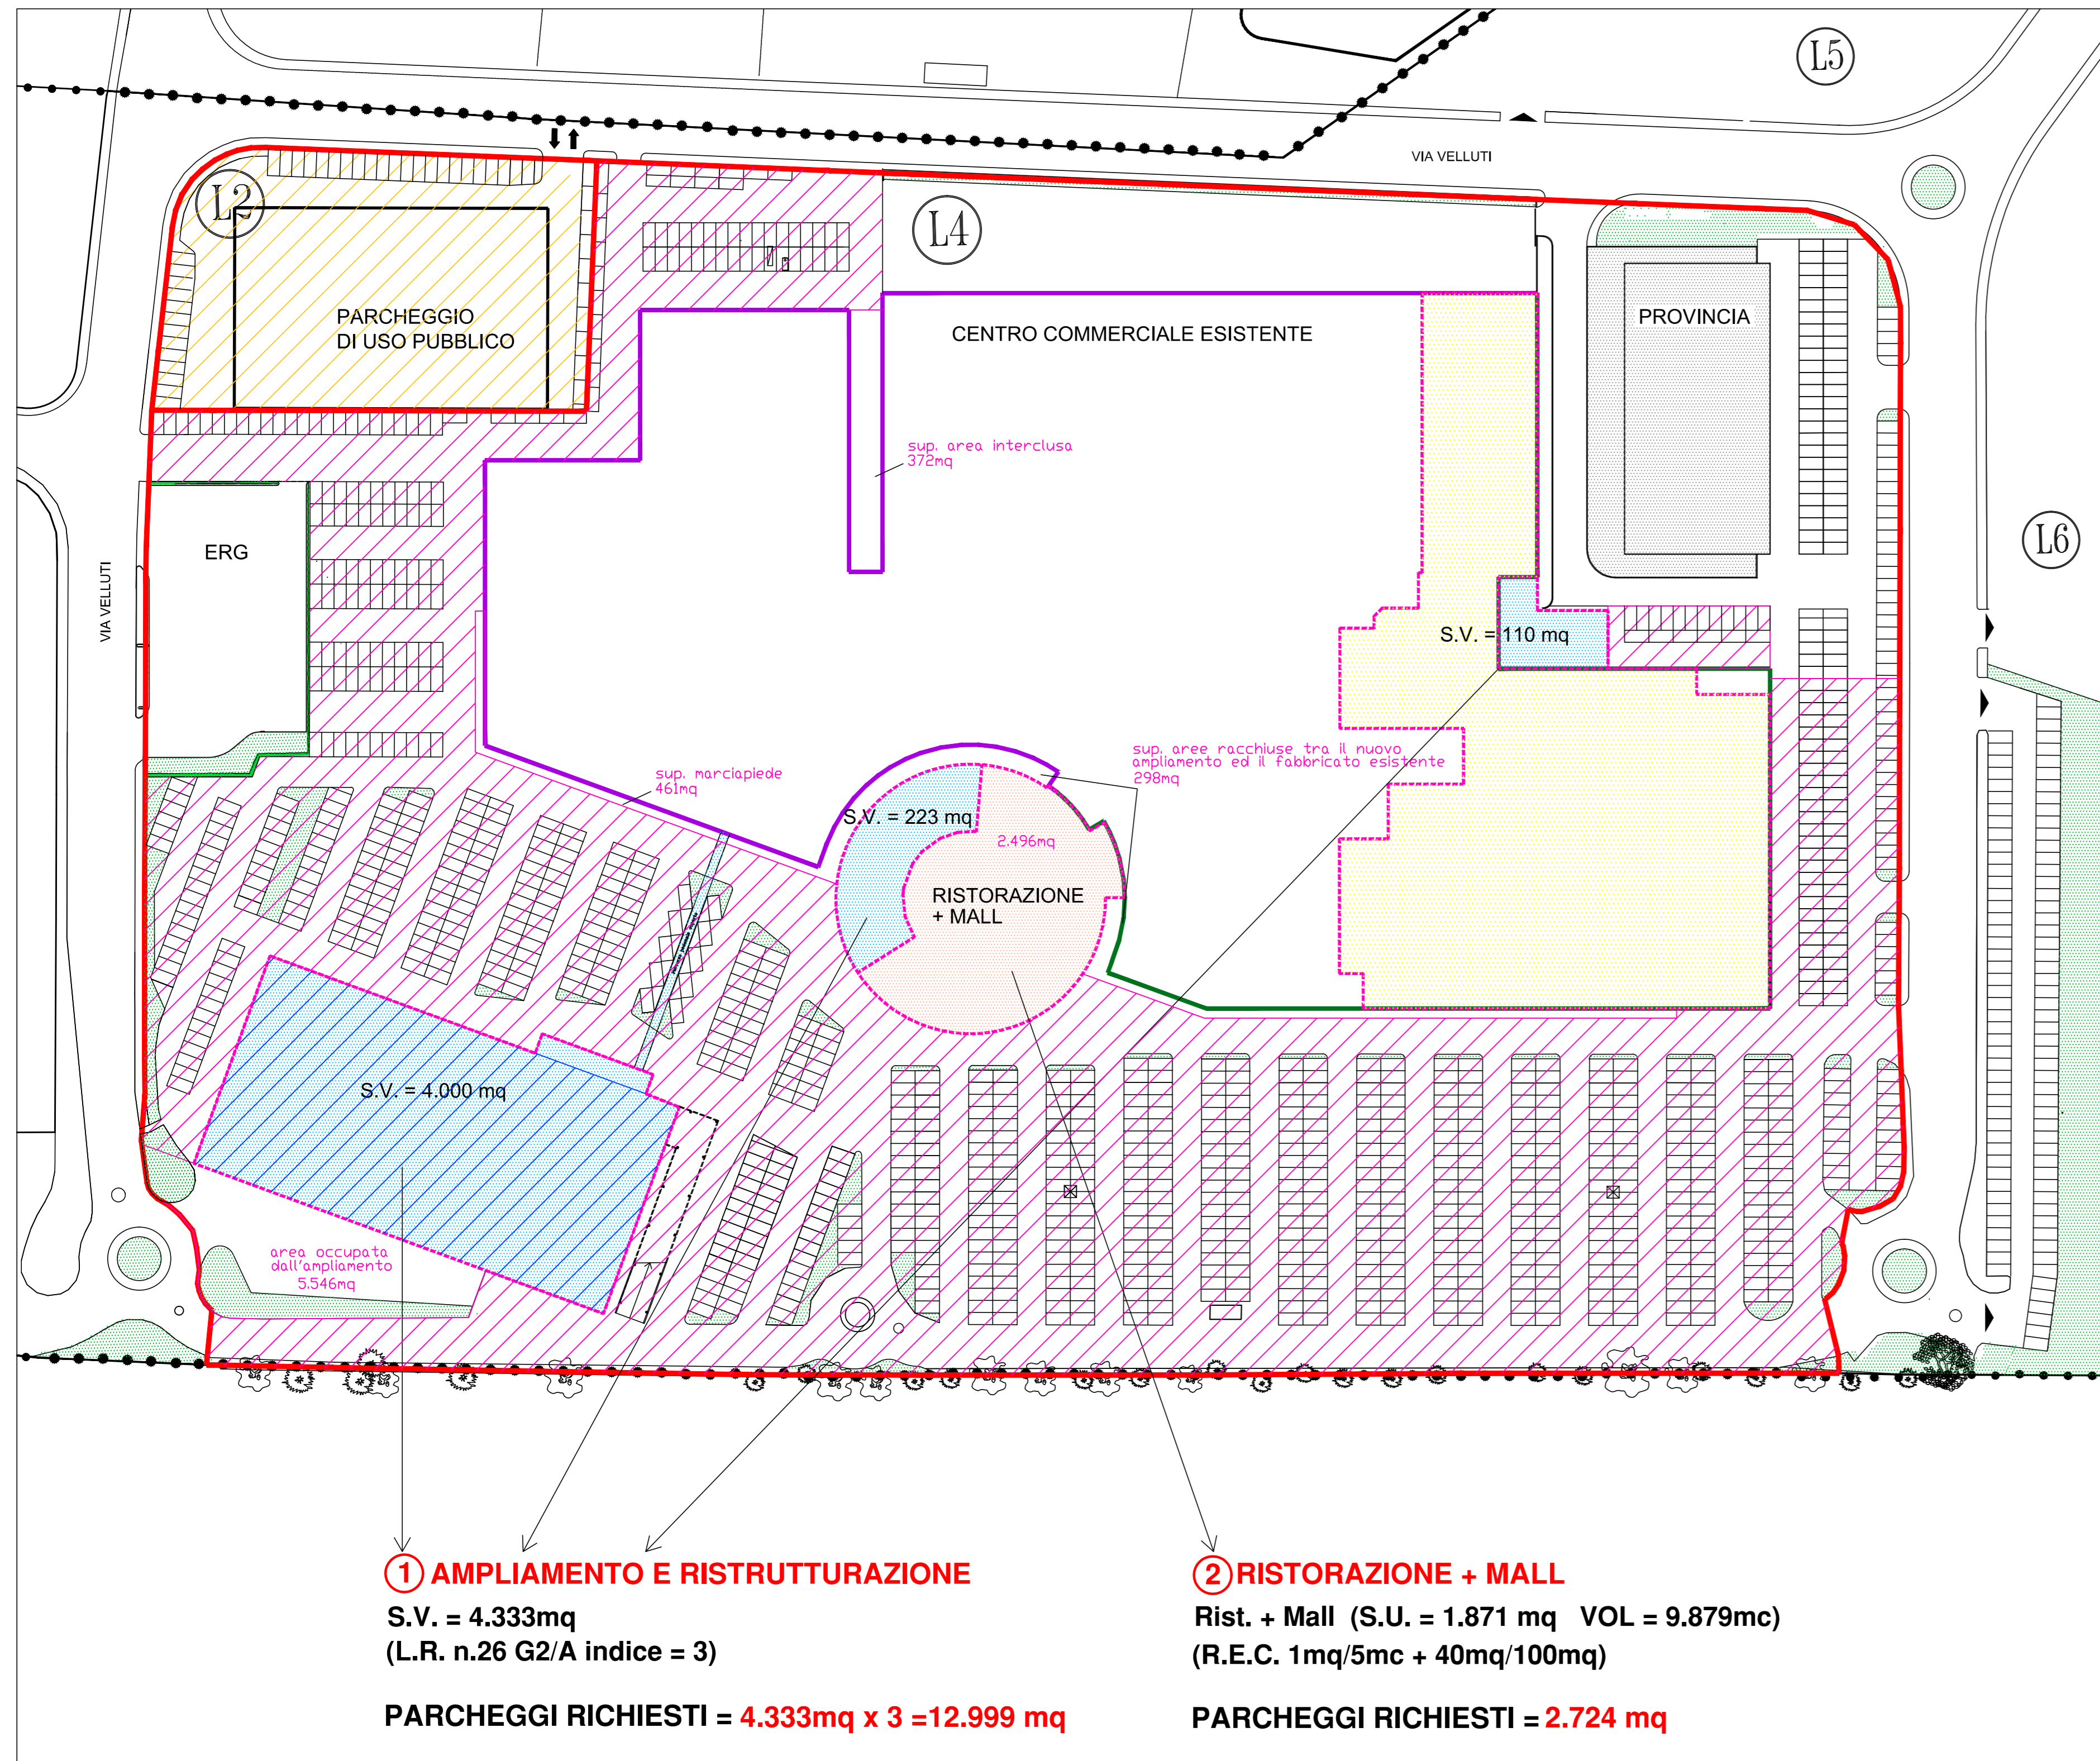 L5
VIA VELLUTI
L2
L4
PARCHEGGIO
DI USO PUBBLICO
CENTRO COMMERCIALE ESISTENTE
PROVINCIA
sup. area interclusa
372mq
L6
ERG
VIA VELLUTI
S.V. = 110 mq
sup. aree racchiuse tra il nuovo
ampliamento ed il fabbricato esistente
298mq
sup. marciapiede
461mq
S.V. = 223 mq
2.496mq
RISTORAZIONE
+ MALL
S.V. = 4.000 mq
area occupata
dall'ampliamento
5.546mq
1 AMPLIAMENTO E RISTRUTTURAZIONE
S.V. = 4.333mq
(L.R. n.26 G2/A indice = 3)
PARCHEGGI RICHIESTI = 4.333mq x 3 =12.999 mq
2 RISTORAZIONE + MALL
Rist. + Mall (S.U. = 1.871 mq VOL = 9.879mc)
(R.E.C. 1mq/5mc + 40mq/100mq)
PARCHEGGI RICHIESTI = 2.724 mq